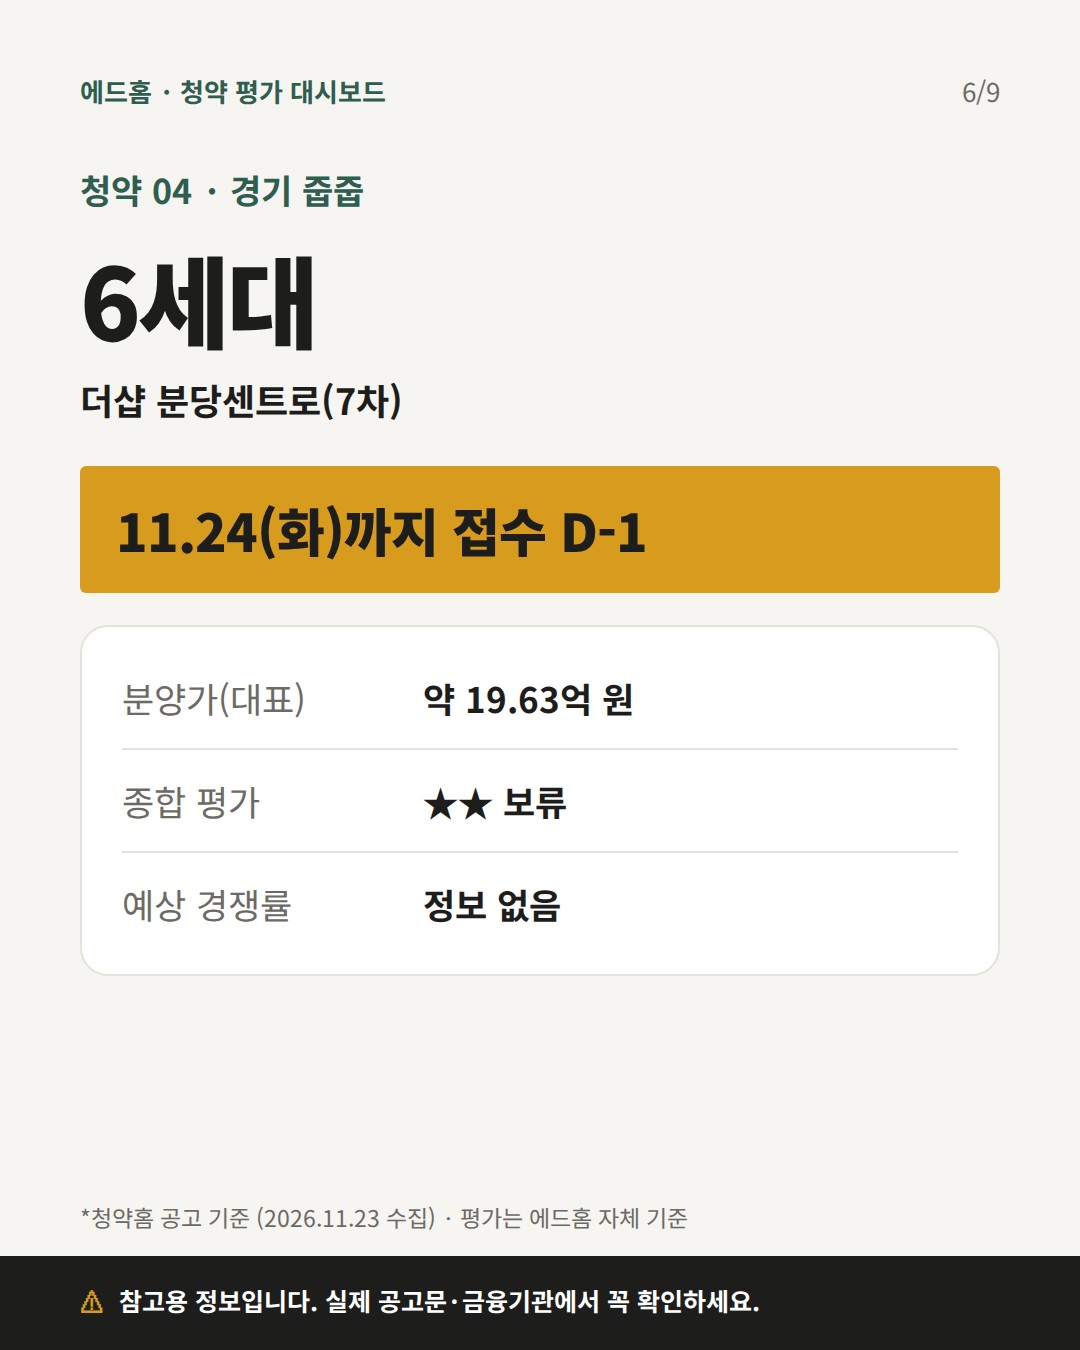 에드홈 · 청약 평가 대시보드
6/9
청약 04 · 경기 줍줍
6세대
더샵 분당센트로(7차)
11.24(화)까지 접수 D-1
분양가(대표) 약 19.63억 원
종합 평가 ★★ 보류
예상 경쟁률 정보 없음
*청약홈 공고 기준 (2026.11.23 수집) · 평가는 에드홈 자체 기준
⚠ 참고용 정보입니다. 실제 공고문·금융기관에서 꼭 확인하세요.